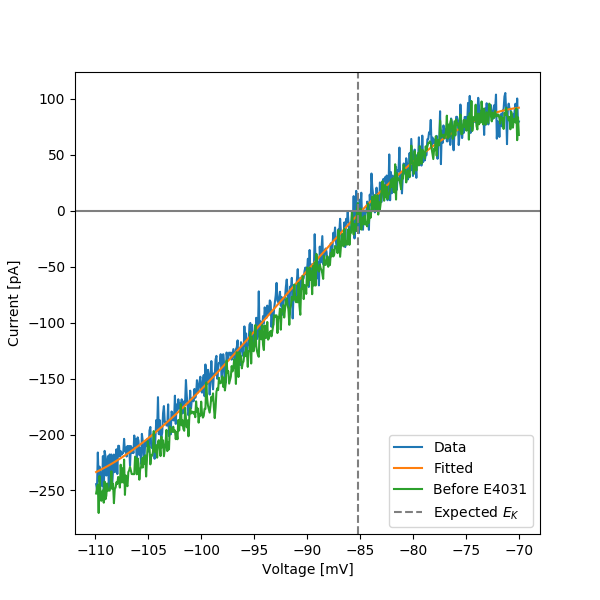 100
50
0
−50
−100
−150
−200
−250
Current [pA]
Data
Fitted
Before E4031
Expected E_K
−110 −105 −100 −95 −90 −85 −80 −75 −70
Voltage [mV]